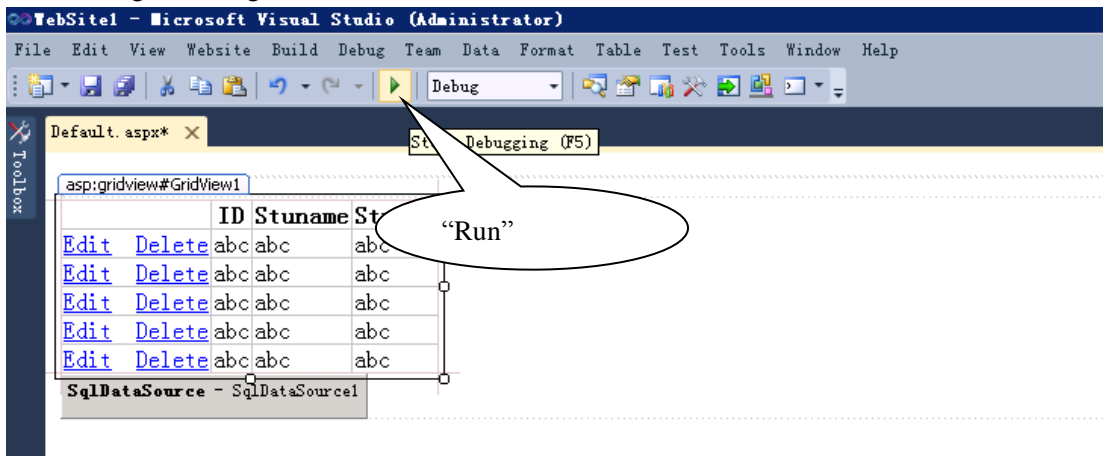 WebSite1 - Microsoft Visual Studio (Administrator)
File Edit View Website Build Debug Team Data Format Table Test Tools Window Help
Debug
Default.aspx* ×
Debugging (F5)
Toolbox
asp:gridview#GridView1
ID Stuname
"Run"
Edit Delete abc abc abc
Edit Delete abc abc abc
Edit Delete abc abc abc
Edit Delete abc abc abc
Edit Delete abc abc abc
SqlDataSource - SqlDataSource1